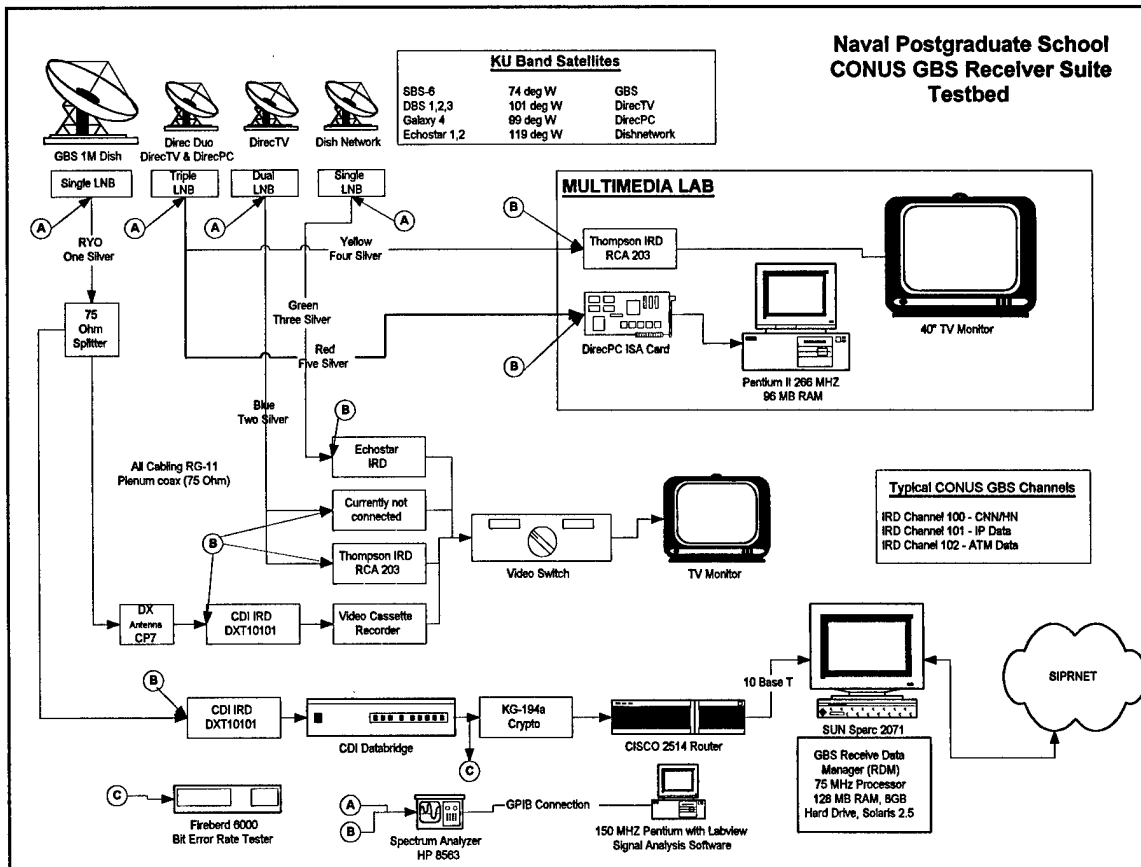 Naval Postgraduate School
CONUS GBS Receiver Suite
Testbed
KU Band Satellites
SBS-6 74 deg W GBS
DBS 1,2,3 101 deg W DirecTV
Galaxy 4 99 deg W DirecPC
Echostar 1,2 119 deg W Dishnetwork
GBS 1M Dish
Direc Duo
DirecTV & DirecPC
DirecTV
Dish Network
Single LNB
Triple
LNB
Dual
LNB
Single
LNB
A
A
A
A
RYO
One Silver
Yellow
Four Silver
Green
Three Silver
Red
Five Silver
Blue
Two Silver
75
Ohm
Splitter
MULTIMEDIA LAB
B
Thompson IRD
RCA 203
B
DirecPC ISA Card
Pentium II 266 MHZ
96 MB RAM
40" TV Monitor
All Cabling RG-11
Plenum coax (75 Ohm)
B
Echostar
IRD
Currently not
connected
B
Thompson IRD
RCA 203
DX
Antenna
CP7
CDI IRD
DXT10101
Video Cassette
Recorder
Video Switch
TV Monitor
Typical CONUS GBS Channels
IRD Channel 100 - CNN/HN
IRD Channel 101 - IP Data
IRD Chanel 102 - ATM Data
B
CDI IRD
DXT10101
CDI Databridge
C
KG-194a
Crypto
CISCO 2514 Router
10 Base T
SUN Sparc 2071
SIPRNET
GBS Receive Data
Manager (RDM)
75 MHz Processor
128 MB RAM, 8GB
Hard Drive, Solaris 2.5
C
Fireberd 6000
Bit Error Rate Tester
A
B
Spectrum Analyzer
HP 8563
GPIB Connection
150 MHZ Pentium with Labview
Signal Analysis Software